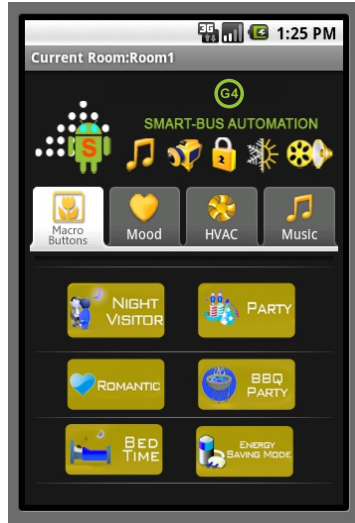 3G 1:25 PM
Current Room:Room1
G4
SMART-BUS AUTOMATION
S
Macro
Buttons
Mood
HVAC
Music
NIGHT
VISITOR
PARTY
ROMANTIC
BBQ
PARTY
BED
TIME
ENERGY
SAVING MODE